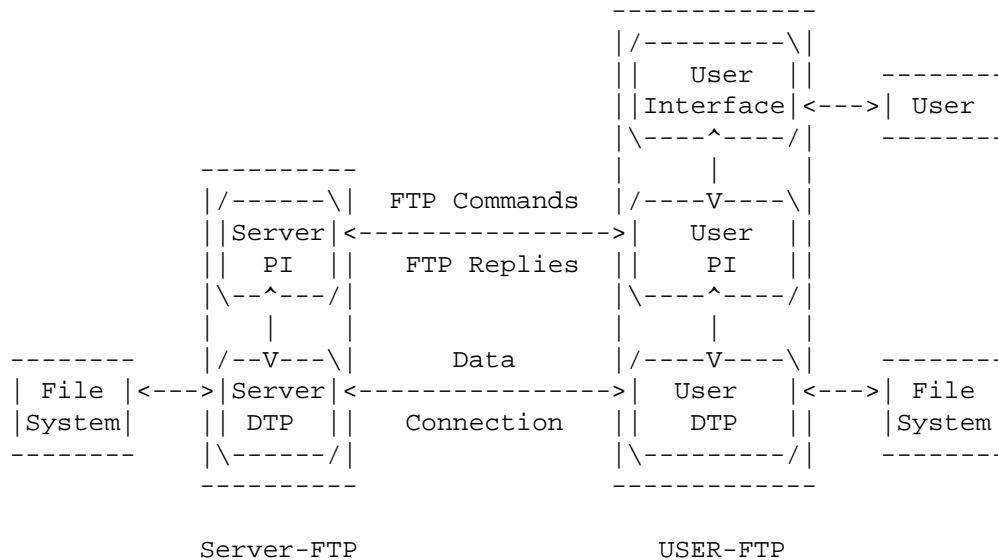 -------------
|/---------\|
||   User  ||    --------
||Interface|<--->| User |
|\----^----/|    --------
----------                |     |     |
|/------\|  FTP Commands  |/----V----\|
||Server|<---------------->|   User  ||
||  PI  ||   FTP Replies  ||    PI   ||
|\--^---/|                |\----^----/|
|   |    |                |     |     |
--------    |/--V---\|      Data      |/----V----\|    --------
| File |<--->|Server|<---------------->|  User   |<--->| File |
|System|    || DTP  ||   Connection   ||   DTP   ||    |System|
--------    |\------/|                |\---------/|    --------
----------                -------------
Server-FTP                   USER-FTP